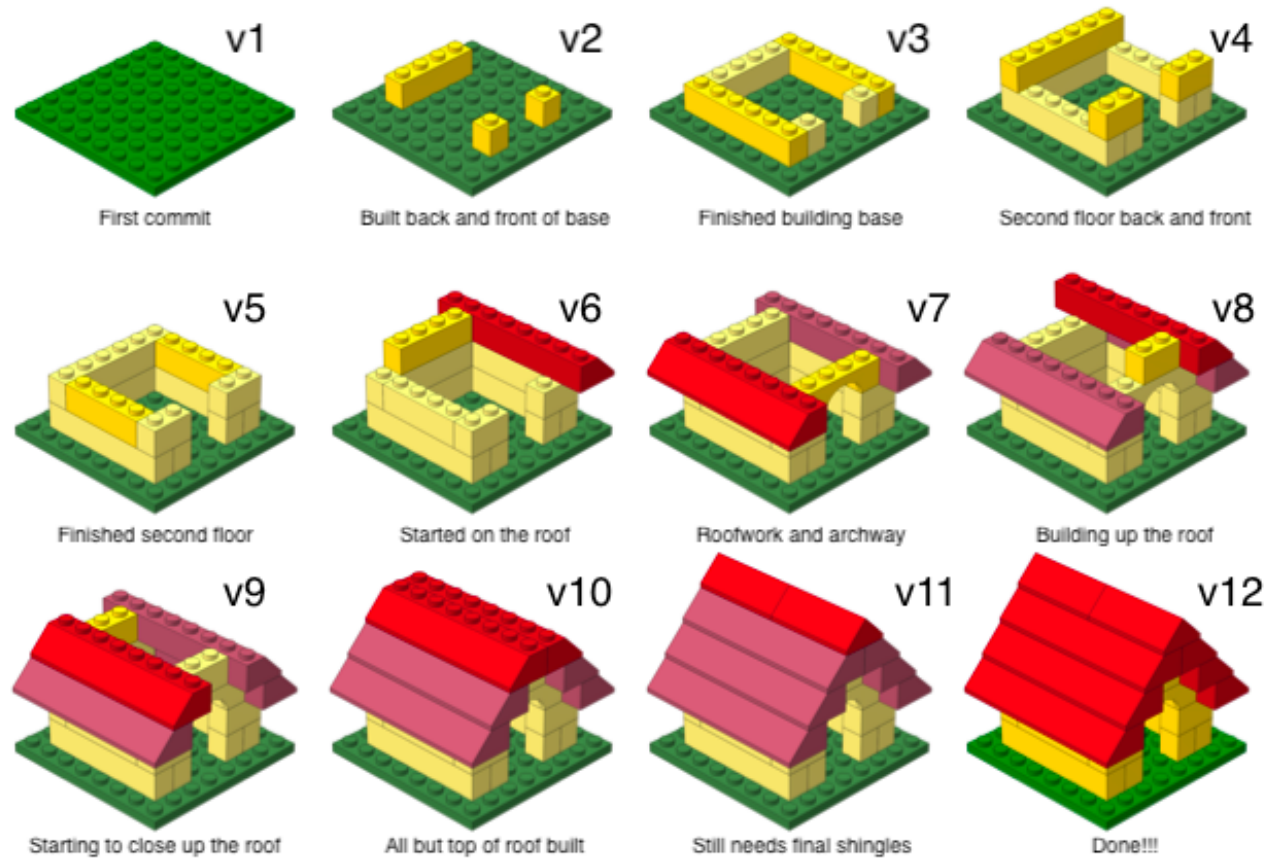 v1
First commit
v2
Built back and front of base
v3
Finished building base
v4
Second floor back and front
v5
Finished second floor
v6
Started on the roof
v7
Roofwork and archway
v8
Building up the roof
v9
Starting to close up the roof
v10
All but top of roof built
v11
Still needs final shingles
v12
Done!!!